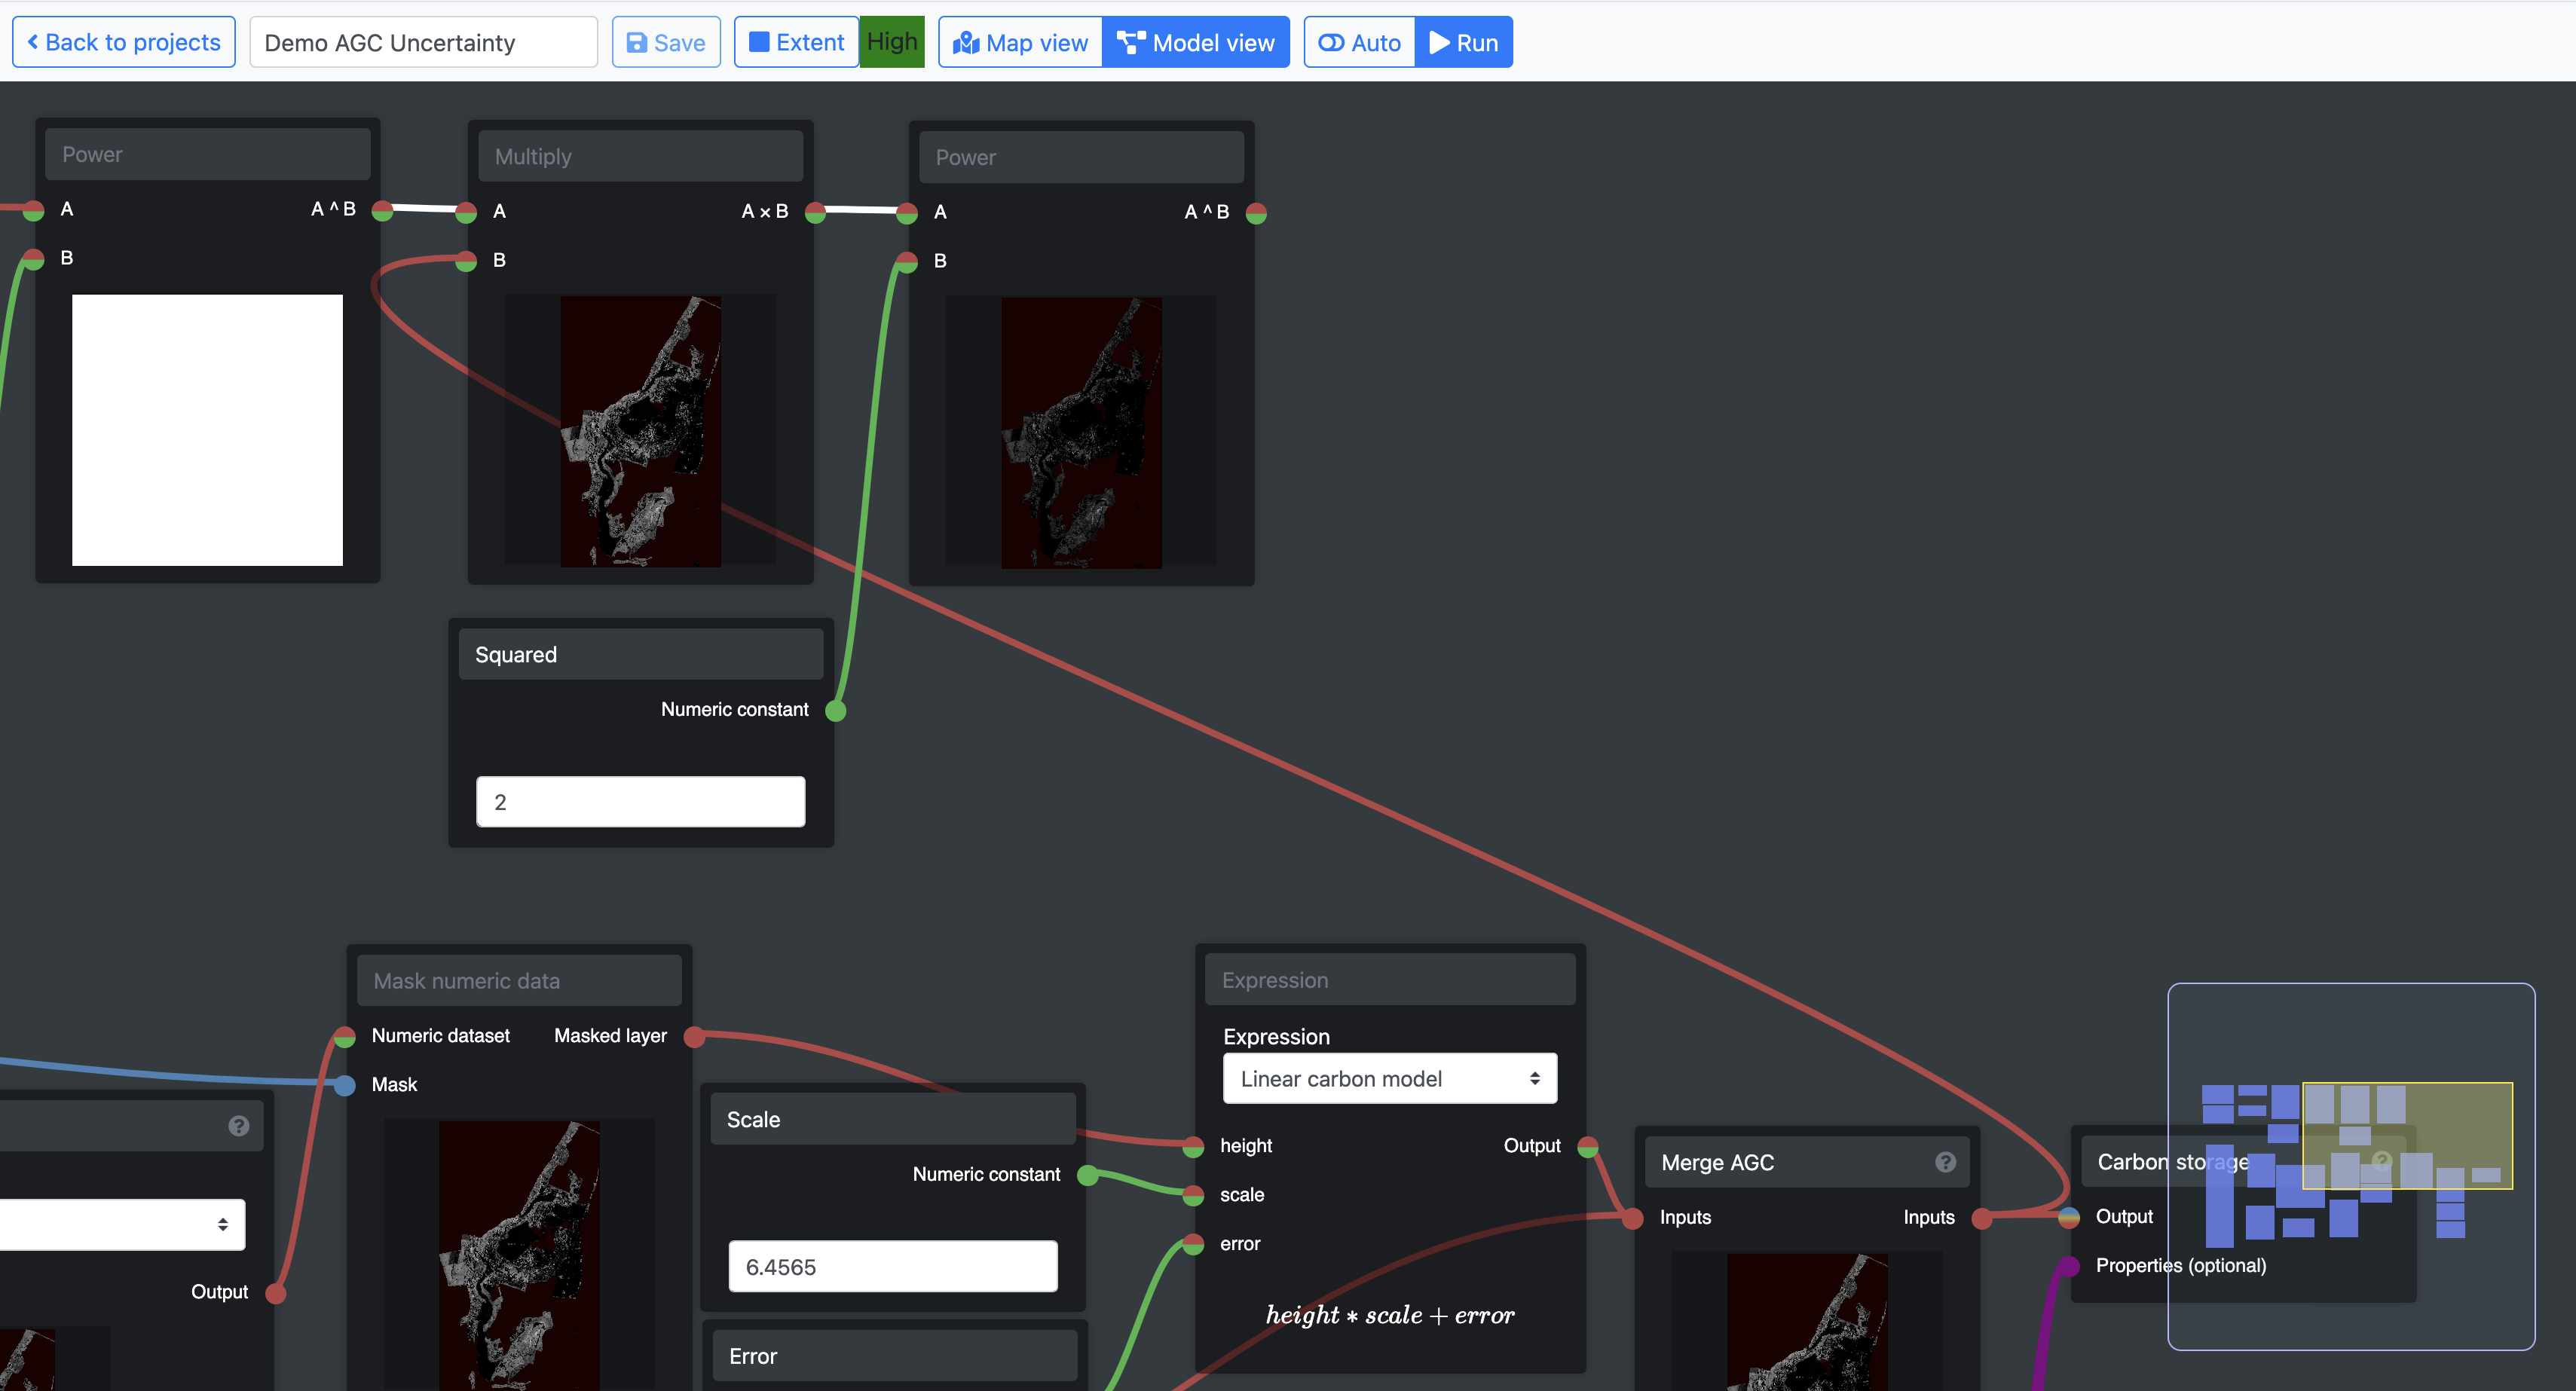 Back to projects
Demo AGC Uncertainty
Save
Extent
High
Map view
Model view
Auto
Run
Power
A
A ^ B
B
Multiply
A
A × B
B
Power
A
A ^ B
B
Squared
Numeric constant
2
Mask numeric data
Numeric dataset
Masked layer
Mask
?
Output
Scale
Numeric constant
6.4565
Error
Expression
Expression
Linear carbon model
height
Output
scale
error
height * scale + error
Merge AGC
?
Inputs
Inputs
Carbon storage
?
Output
Properties (optional)